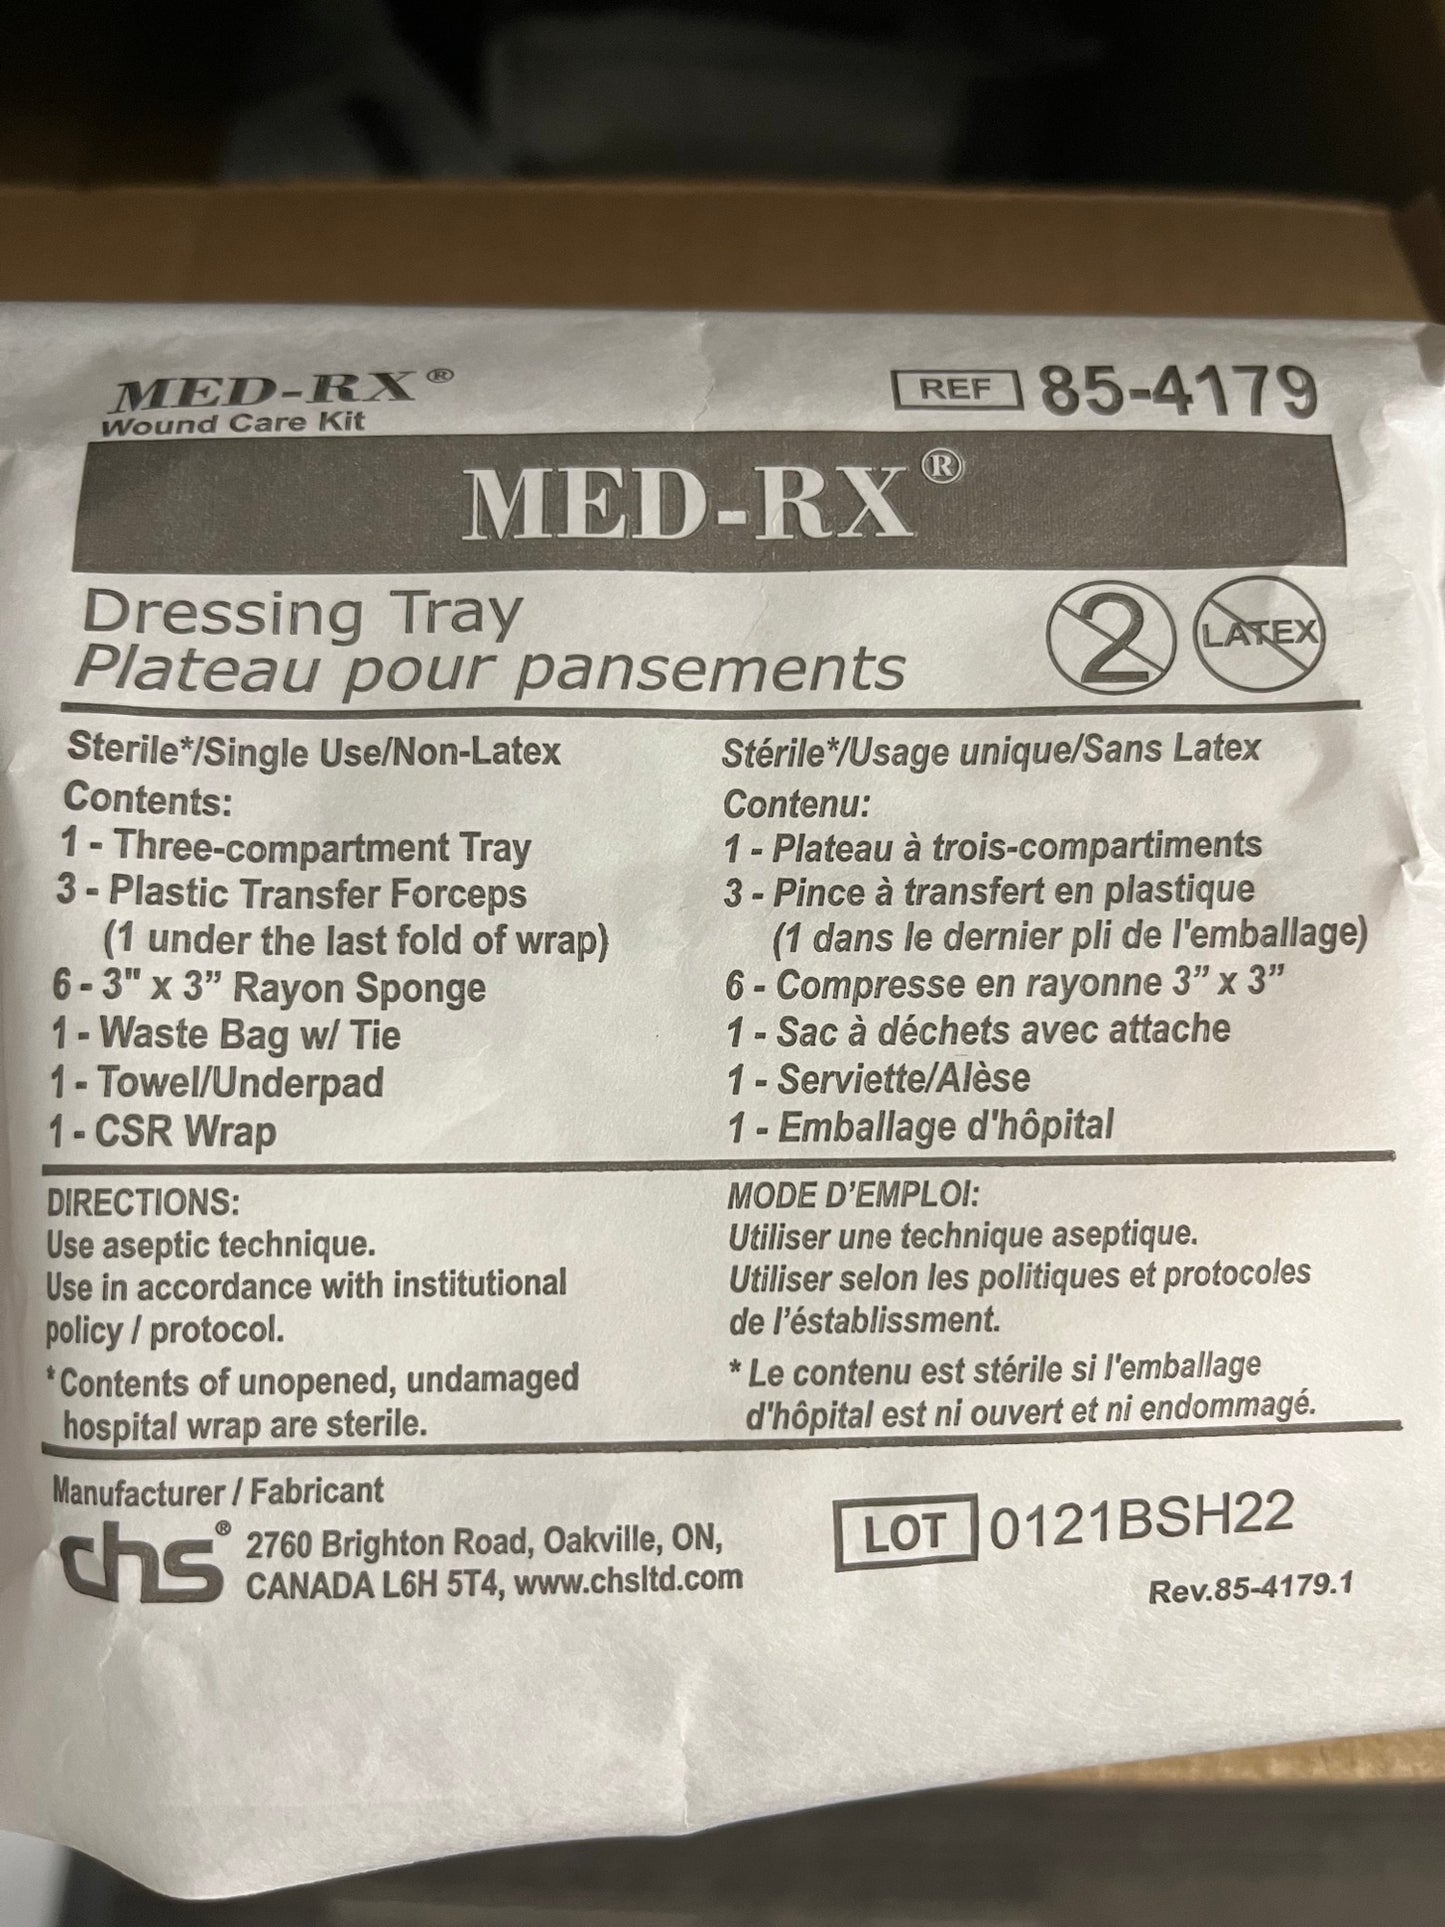 MED-RX®
Wound Care Kit
REF 85-4179
MED-RX®
Dressing Tray
Plateau pour pansements
2
LATEX
Sterile*/Single Use/Non-Latex
Contents:
1 - Three-compartment Tray
3 - Plastic Transfer Forceps
(1 under the last fold of wrap)
6 - 3" x 3” Rayon Sponge
1 - Waste Bag w/ Tie
1 - Towel/Underpad
1 - CSR Wrap
Stérile*/Usage unique/Sans Latex
Contenu:
1 - Plateau à trois-compartiments
3 - Pince à transfert en plastique
(1 dans le dernier pli de l'emballage)
6 - Compresse en rayonne 3” x 3”
1 - Sac à déchets avec attache
1 - Serviette/Alèse
1 - Emballage d'hôpital
DIRECTIONS:
Use aseptic technique.
Use in accordance with institutional
policy / protocol.
*Contents of unopened, undamaged
hospital wrap are sterile.
MODE D’EMPLOI:
Utiliser une technique aseptique.
Utiliser selon les politiques et protocoles
de l’éstablissment.
* Le contenu est stérile si l'emballage
d'hôpital est ni ouvert et ni endommagé.
Manufacturer / Fabricant
chs® 2760 Brighton Road, Oakville, ON,
CANADA L6H 5T4, www.chsltd.com
LOT 0121BSH22
Rev.85-4179.1